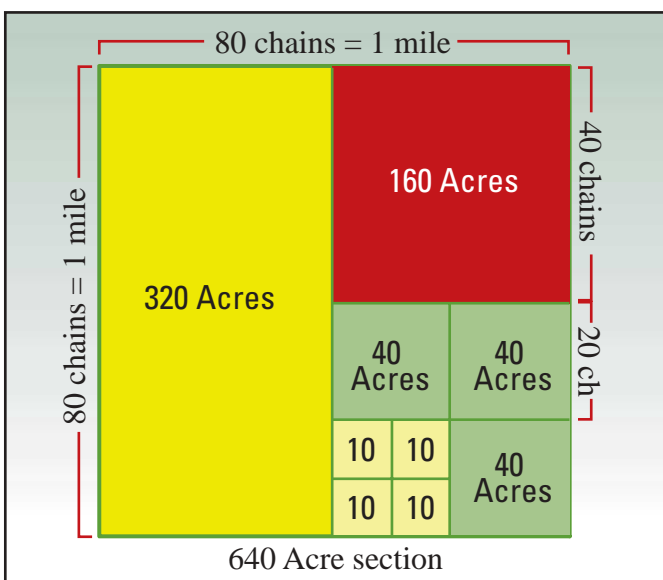 80 chains = 1 mile
80 chains = 1 mile
320 Acres
160 Acres
40 chains
40
Acres
40
Acres
20 ch
10 10
10 10
40
Acres
640 Acre section